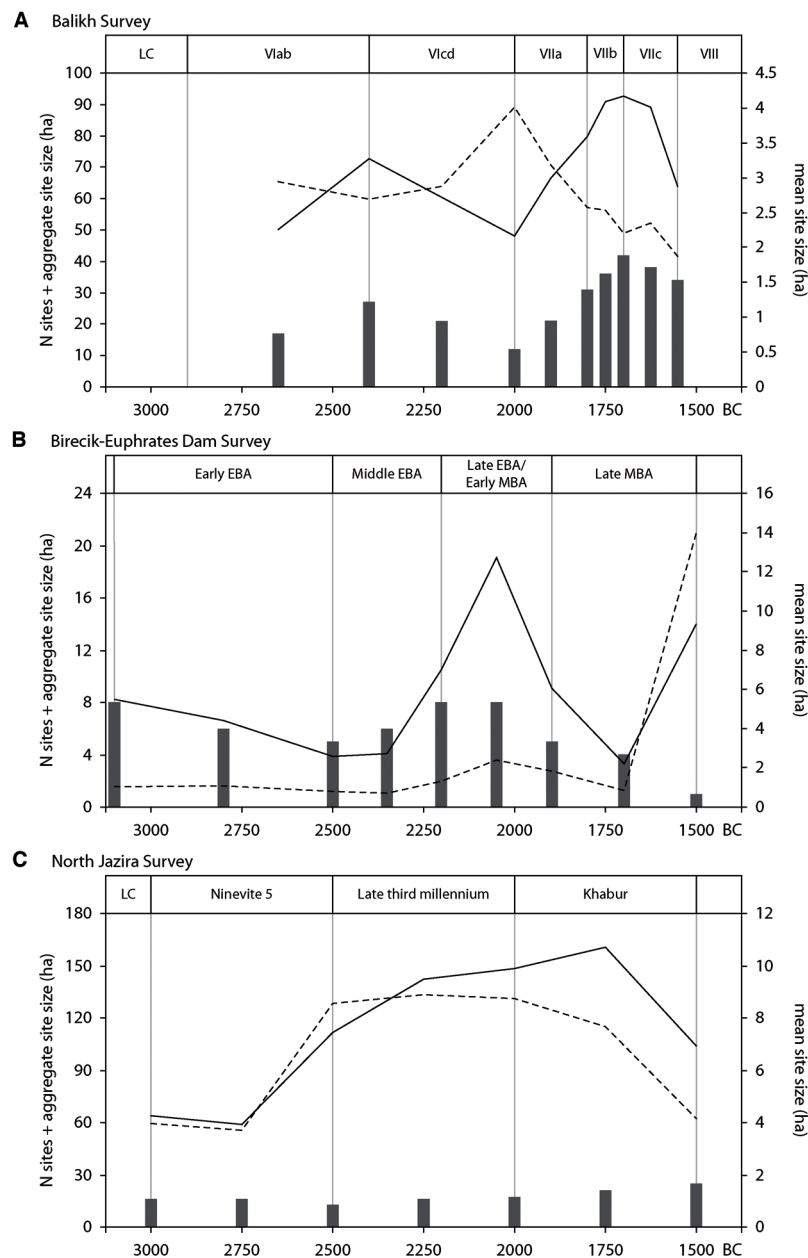 A Balikh Survey
LC VIab VIcd VIIa VIIb VIIc VIII
100 4.5
90 4
80 3.5
70 3
60 2.5
50 2
40 1.5
30 1
20 0.5
10 0
0
N sites + aggregate site size (ha)
mean site size (ha)
3000 2750 2500 2250 2000 1750 1500 BC
B Birecik-Euphrates Dam Survey
Early EBA Middle EBA Late EBA/ Late MBA
Early MBA
24 16
20 14
16 12
12 10
8 8
4 6
0 4
2
0
N sites + aggregate site size (ha)
mean site size (ha)
3000 2750 2500 2250 2000 1750 1500 BC
C North Jazira Survey
LC Ninevite 5 Late third millennium Khabur
180 12
150 10
120 8
90 6
60 4
30 2
0 0
N sites + aggregate site size (ha)
mean site size (ha)
3000 2750 2500 2250 2000 1750 1500 BC